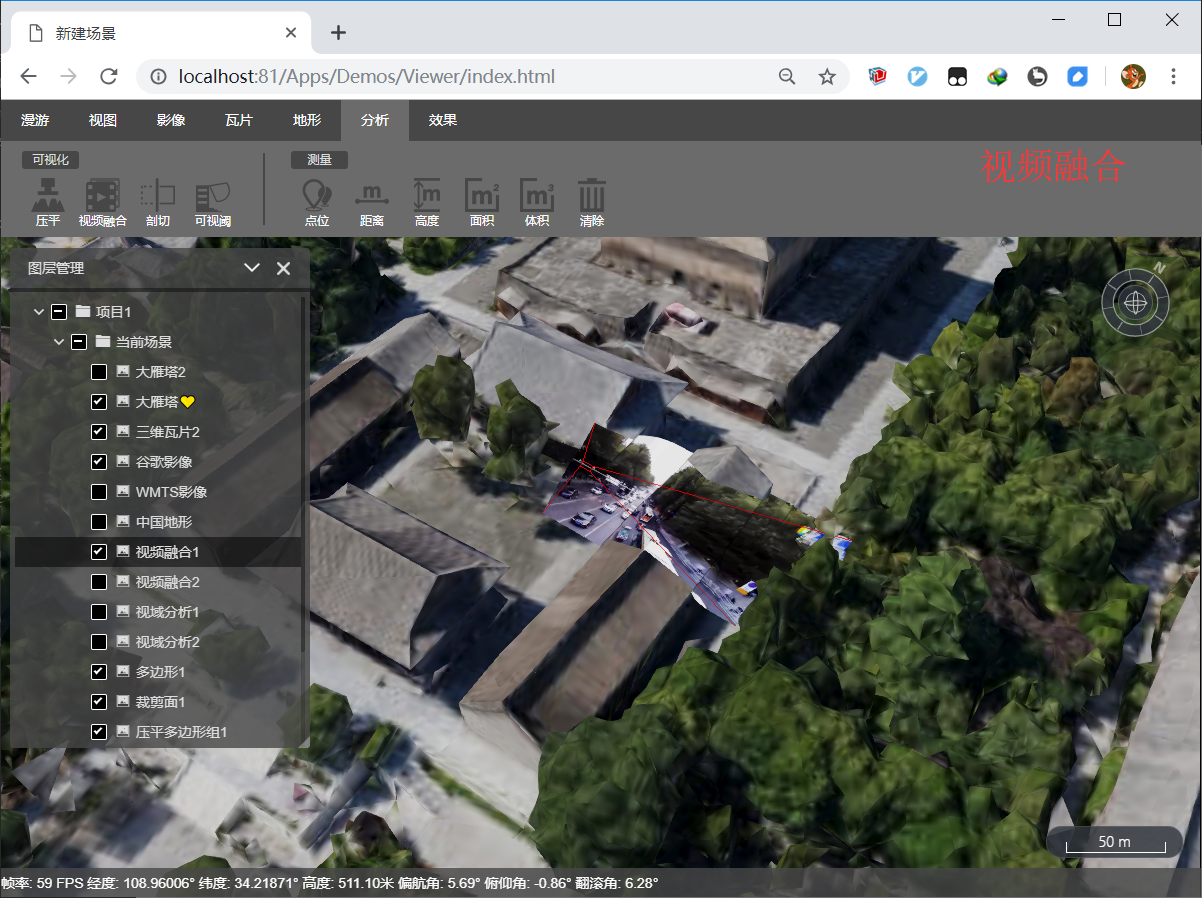 新建场景
localhost:81/Apps/Demos/Viewer/index.html
漫游 视图 影像 瓦片 地形 分析 效果
可视化 测量
视频融合
m m m² m³
压平 视频融合 剖切 可视阈 点位 距离 高度 面积 体积 清除
图层管理
N
项目1
当前场景
大雁塔2
大雁塔💛
三维瓦片2
谷歌影像
WMTS影像
中国地形
视频融合1
视频融合2
视域分析1
视域分析2
多边形1
裁剪面1
压平多边形组1
50 m
帧率: 59 FPS 经度: 108.96006° 纬度: 34.21871° 高度: 511.10米 偏航角: 5.69° 俯仰角: -0.86° 翻滚角: 6.28°